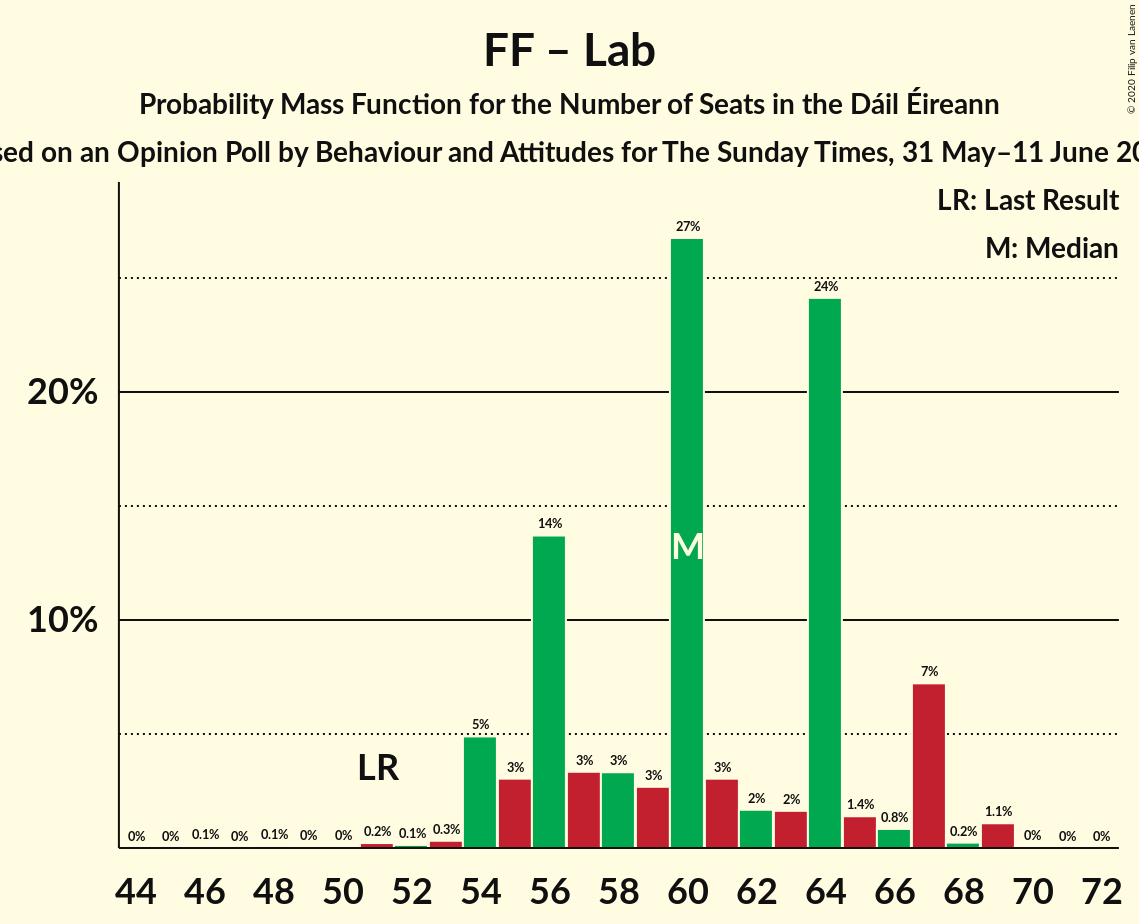 FF – Lab
Probability Mass Function for the Number of Seats in the Dáil Éireann
on an Opinion Poll by Behaviour and Attitudes for The Sunday Times, 31 May–11 June
© 2020 Filip van Laenen
LR: Last Result
M: Median
20%
10%
0% 0% 0.1% 0% 0.1% 0% 0% 0.2% 0.1% 0.3% 5% 3% 14% 3% 3% 3% 27% 3% 2% 2% 24% 1.4% 0.8% 7% 0.2% 1.1% 0% 0% 0%
LR
M
44 46 48 50 52 54 56 58 60 62 64 66 68 70 72